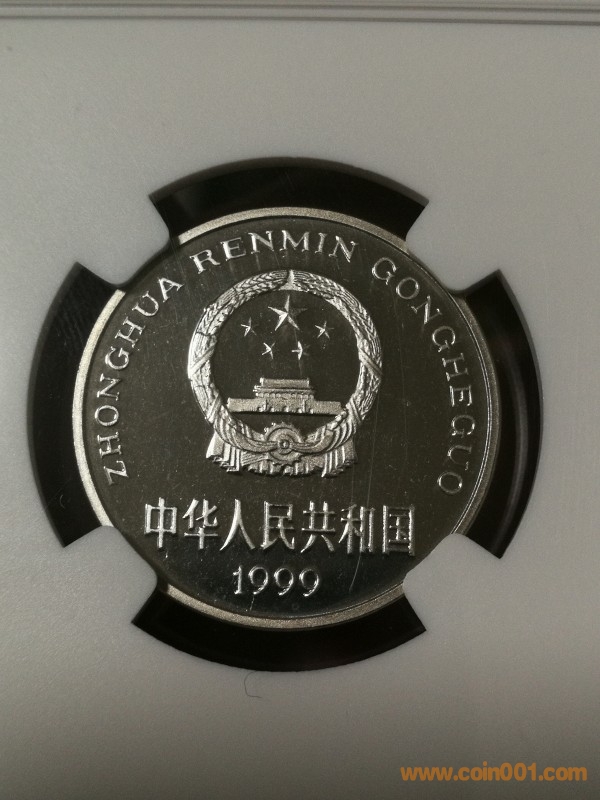 ZHONGHUA RENMIN GONGHEGUO
中华人民共和国
1999
www.coin001.com